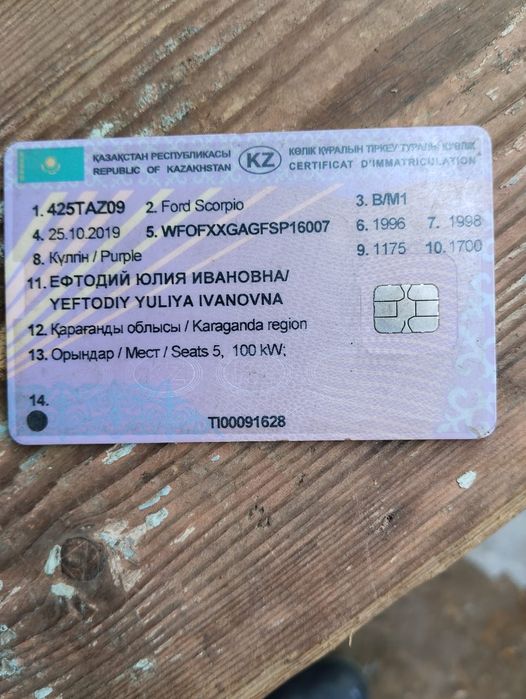 ҚАЗАҚСТАН РЕСПУБЛИКАСЫ
REPUBLIC OF KAZAKHSTAN
KZ
КӨЛІК ҚҰРАЛЫН ТІРКЕУ ТУРАЛЫ КУӘЛІК
CERTIFICAT D'IMMATRICULATION
1. 425TAZ09 2. Ford Scorpio 3. B/M1
4. 25.10.2019 5. WFOFXXGAGFSP16007 6. 1996 7. 1998
8. Күлгін / Purple 9. 1175 10. 1700
11. ЕФТОДИЙ ЮЛИЯ ИВАНОВНА/
YEFTODIY YULIYA IVANOVNA
12. Қарағанды облысы / Karaganda region
13. Орындар / Место / Seats 5, 100 kW;
14.
TI00091628